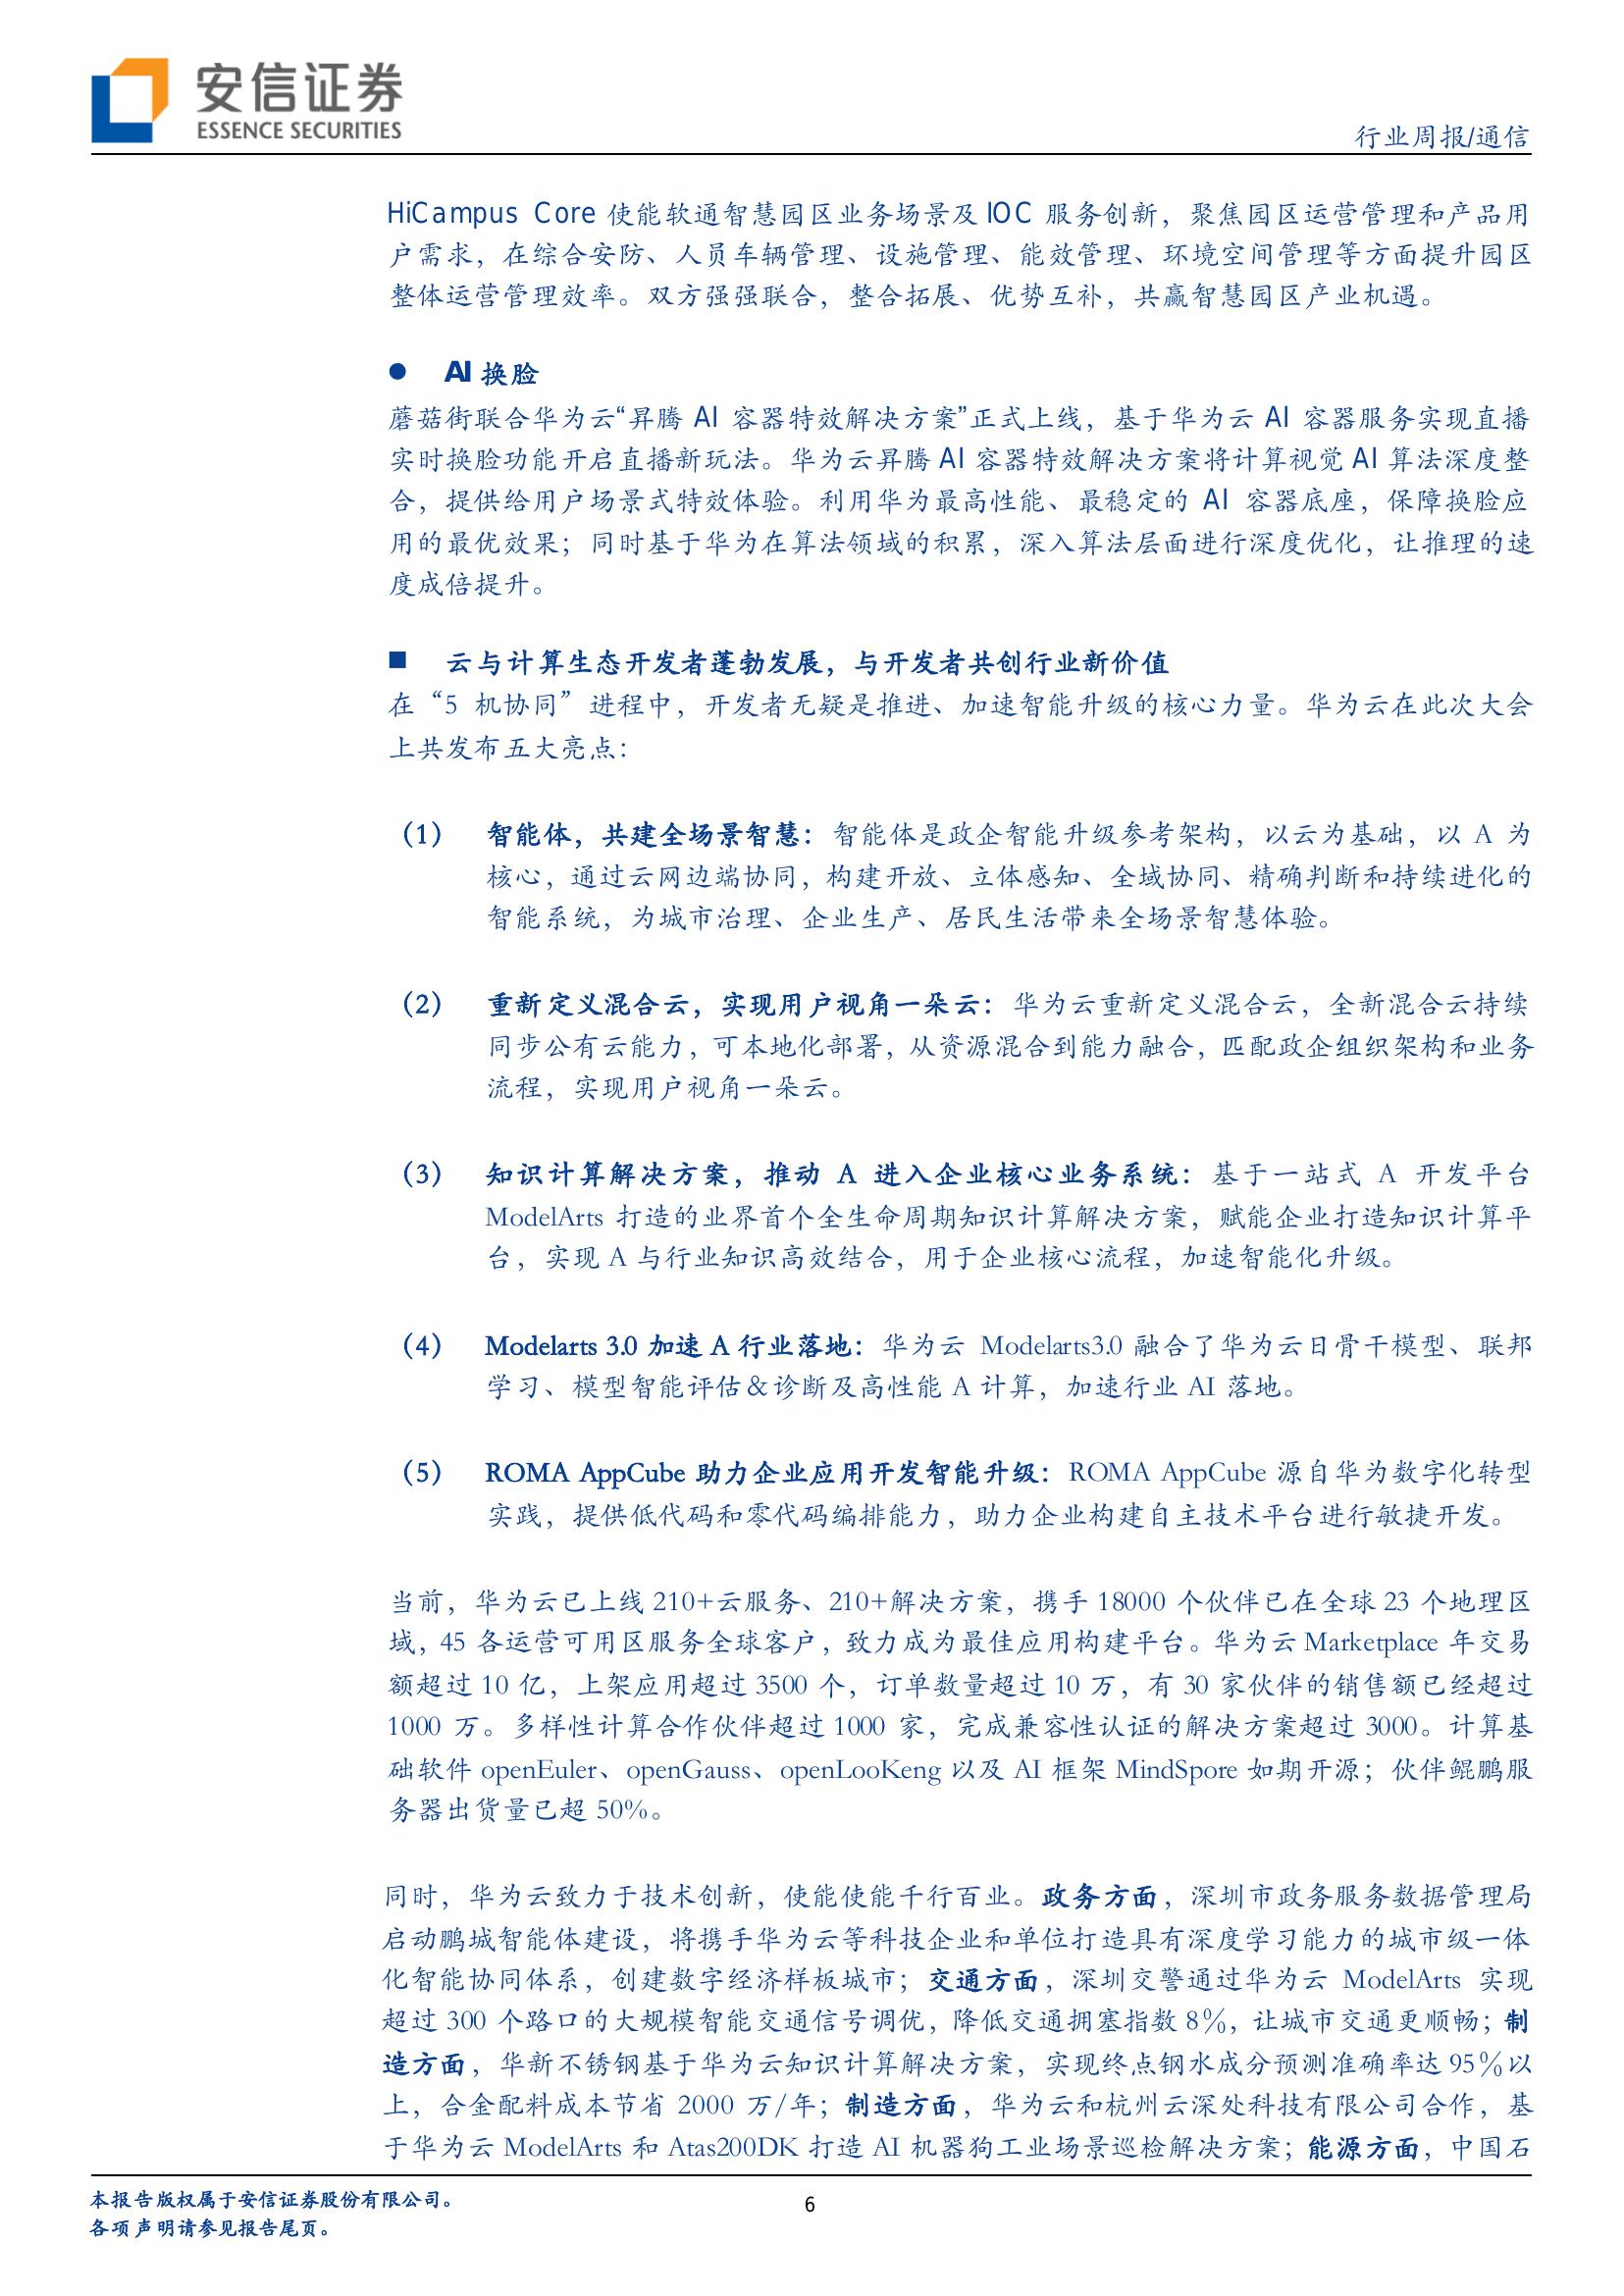 安信证券
ESSENCE SECURITIES
行业周报/通信
HiCampus Core 使能软通智慧园区业务场景及 IOC 服务创新，聚焦园区运营管理和产品用
户需求，在综合安防、人员车辆管理、设施管理、能效管理、环境空间管理等方面提升园区
整体运营管理效率。双方强强联合，整合拓展、优势互补，共赢智慧园区产业机遇。
● AI 换脸
蘑菇街联合华为云“昇腾 AI 容器特效解决方案”正式上线，基于华为云 AI 容器服务实现直播
实时换脸功能开启直播新玩法。华为云昇腾 AI 容器特效解决方案将计算视觉 AI 算法深度整
合，提供给用户场景式特效体验。利用华为最高性能、最稳定的 AI 容器底座，保障换脸应
用的最优效果；同时基于华为在算法领域的积累，深入算法层面进行深度优化，让推理的速
度成倍提升。
■ 云与计算生态开发者蓬勃发展，与开发者共创行业新价值
在“5 机协同”进程中，开发者无疑是推进、加速智能升级的核心力量。华为云在此次大会
上共发布五大亮点：
（1） 智能体，共建全场景智慧：智能体是政企智能升级参考架构，以云为基础，以 A 为
核心，通过云网边端协同，构建开放、立体感知、全域协同、精确判断和持续进化的
智能系统，为城市治理、企业生产、居民生活带来全场景智慧体验。
（2） 重新定义混合云，实现用户视角一朵云：华为云重新定义混合云，全新混合云持续
同步公有云能力，可本地化部署，从资源混合到能力融合，匹配政企组织架构和业务
流程，实现用户视角一朵云。
（3） 知识计算解决方案，推动 A 进入企业核心业务系统：基于一站式 A 开发平台
ModelArts 打造的业界首个全生命周期知识计算解决方案，赋能企业打造知识计算平
台，实现 A 与行业知识高效结合，用于企业核心流程，加速智能化升级。
（4） Modelarts 3.0 加速 A 行业落地：华为云 Modelarts3.0 融合了华为云日骨干模型、联邦
学习、模型智能评估＆诊断及高性能 A 计算，加速行业 AI 落地。
（5） ROMA AppCube 助力企业应用开发智能升级：ROMA AppCube 源自华为数字化转型
实践，提供低代码和零代码编排能力，助力企业构建自主技术平台进行敏捷开发。
当前，华为云已上线 210+云服务、210+解决方案，携手 18000 个伙伴已在全球 23 个地理区
域，45 各运营可用区服务全球客户，致力成为最佳应用构建平台。华为云 Marketplace 年交易
额超过 10 亿，上架应用超过 3500 个，订单数量超过 10 万，有 30 家伙伴的销售额已经超过
1000 万。多样性计算合作伙伴超过 1000 家，完成兼容性认证的解决方案超过 3000。计算基
础软件 openEuler、openGauss、openLooKeng 以及 AI 框架 MindSpore 如期开源；伙伴鲲鹏服
务器出货量已超 50%。
同时，华为云致力于技术创新，使能使能千行百业。政务方面，深圳市政务服务数据管理局
启动鹏城智能体建设，将携手华为云等科技企业和单位打造具有深度学习能力的城市级一体
化智能协同体系，创建数字经济样板城市；交通方面，深圳交警通过华为云 ModelArts 实现
超过 300 个路口的大规模智能交通信号调优，降低交通拥塞指数 8％，让城市交通更顺畅；制
造方面，华新不锈钢基于华为云知识计算解决方案，实现终点钢水成分预测准确率达 95％以
上，合金配料成本节省 2000 万/年；制造方面，华为云和杭州云深处科技有限公司合作，基
于华为云 ModelArts 和 Atas200DK 打造 AI 机器狗工业场景巡检解决方案；能源方面，中国石
本报告版权属于安信证券股份有限公司。
各项声明请参见报告尾页。
6